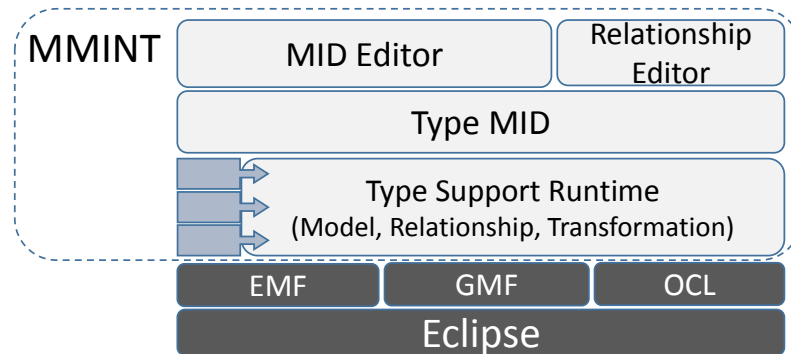 MMINT
MID Editor
Relationship
Editor
Type MID
Type Support Runtime
(Model, Relationship, Transformation)
EMF
GMF
OCL
Eclipse